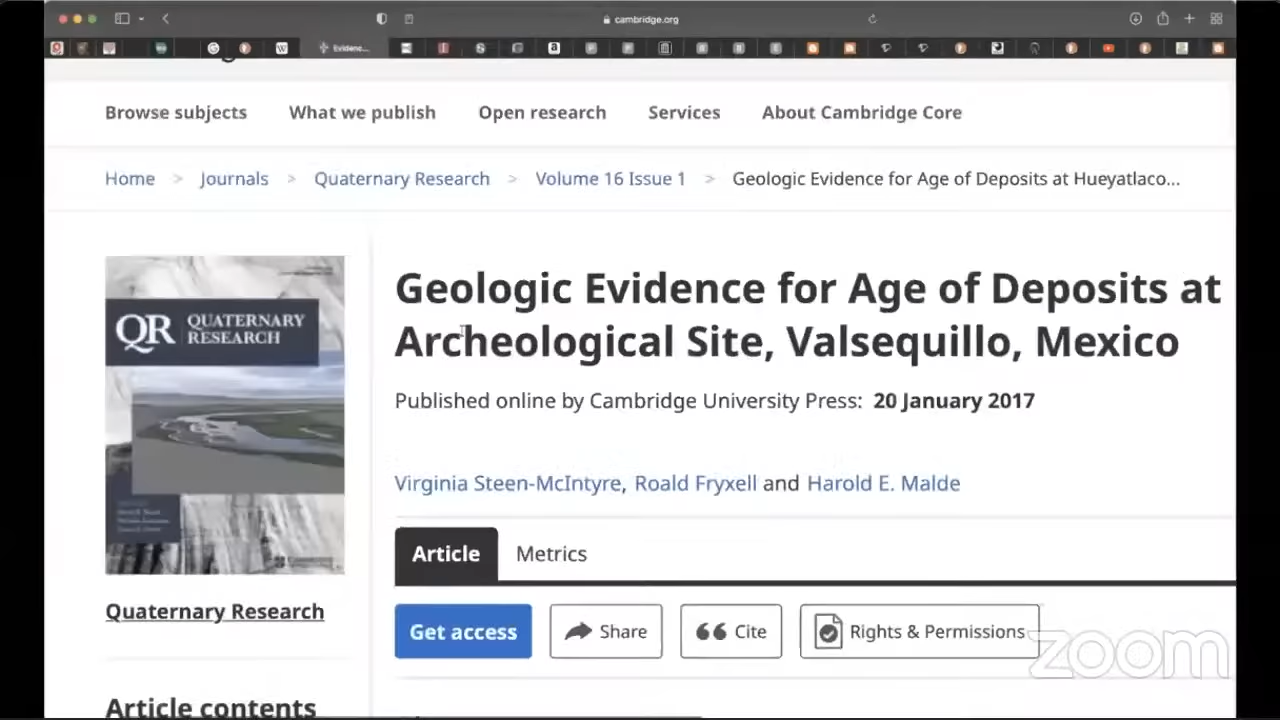 cambridge.org
Evidenc...
Browse subjects What we publish Open research Services About Cambridge Core
Home > Journals > Quaternary Research > Volume 16 Issue 1 > Geologic Evidence for Age of Deposits at Hueyatlaco...
QR QUATERNARY
RESEARCH
Geologic Evidence for Age of Deposits at
Archeological Site, Valsequillo, Mexico
Published online by Cambridge University Press: 20 January 2017
Virginia Steen-McIntyre, Roald Fryxell and Harold E. Malde
Article Metrics
Get access Share Cite Rights & Permissions
Quaternary Research
Article contents
zoom